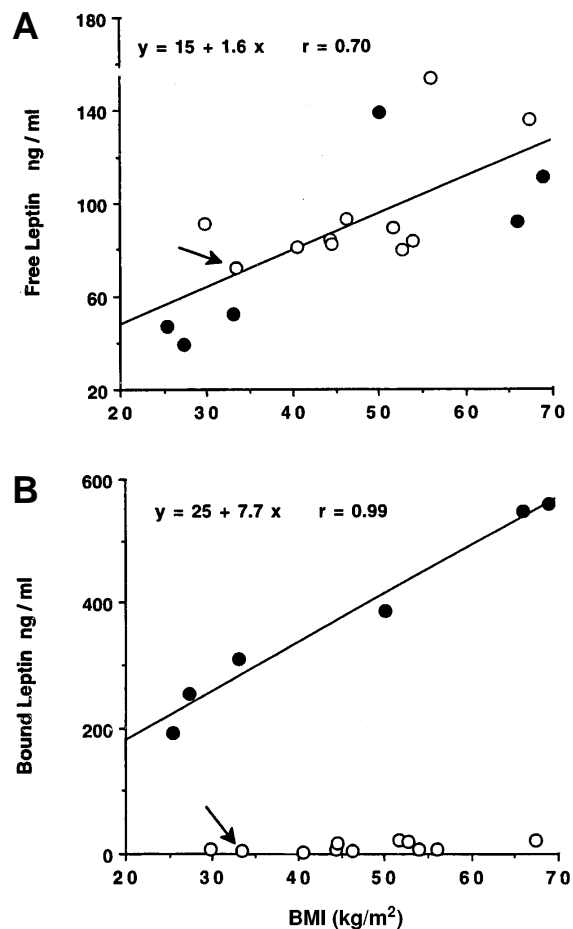 A
y = 15 + 1.6 x r = 0.70
Free Leptin ng / ml
180
140
100
60
20
20 30 40 50 60 70
B
y = 25 + 7.7 x r = 0.99
Bound Leptin ng / ml
600
400
200
0
20 30 40 50 60 70
BMI (kg/m²)